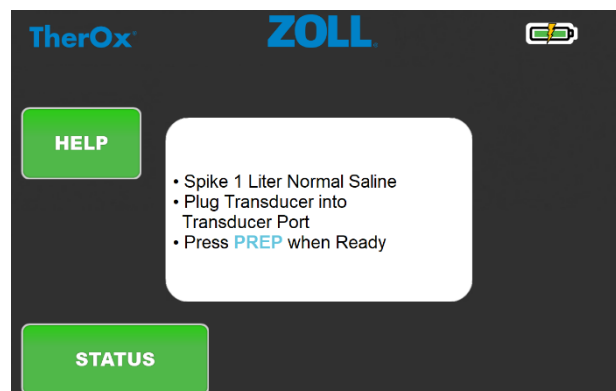 TherOx®
ZOLL®
HELP
• Spike 1 Liter Normal Saline
• Plug Transducer into
Transducer Port
• Press PREP when Ready
STATUS